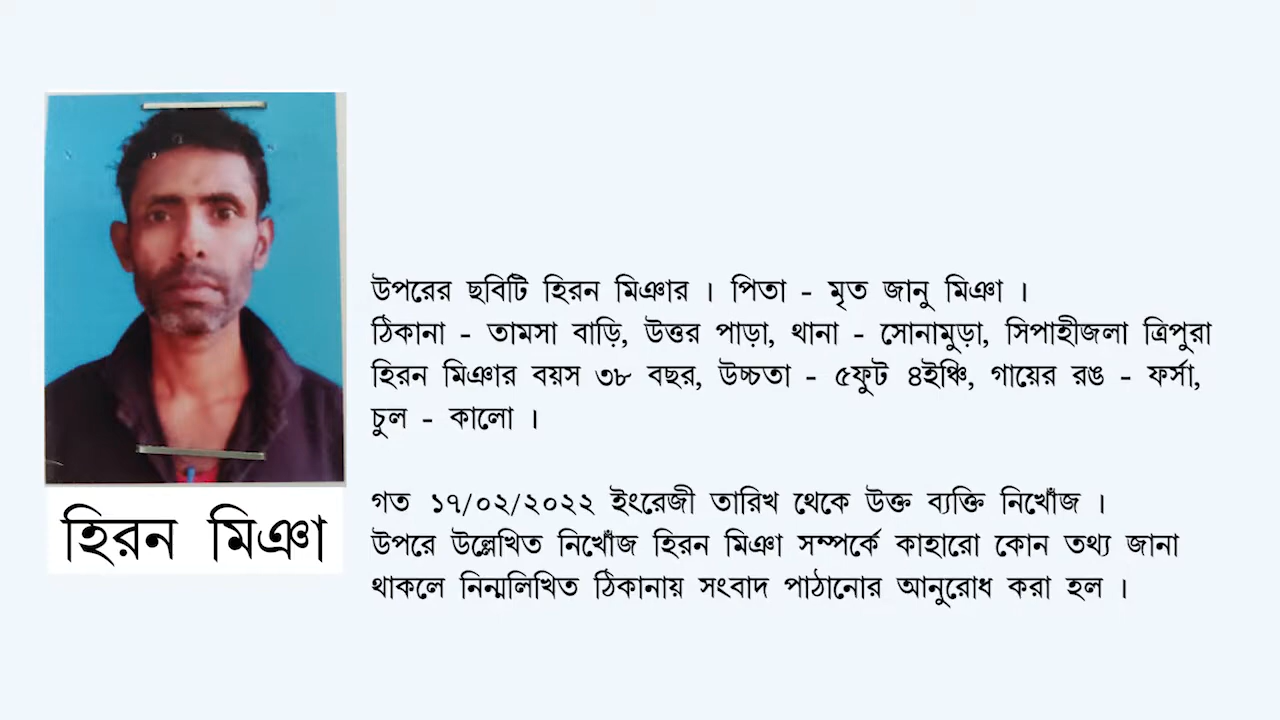 হিরন মিঞা
উপরের ছবিটি হিরন মিঞার । পিতা - মৃত জানু মিঞা ।
ঠিকানা - তামসা বাড়ি, উত্তর পাড়া, থানা - সোনামুড়া, সিপাহীজলা ত্রিপুরা
হিরন মিঞার বয়স ৩৮ বছর, উচ্চতা - ৫ফুট ৪ইঞ্চি, গায়ের রঙ - ফর্সা,
চুল - কালো ।
গত ১৭/০২/২০২২ ইংরেজী তারিখ থেকে উক্ত ব্যক্তি নিখোঁজ ।
উপরে উল্লেখিত নিখোঁজ হিরন মিঞা সম্পর্কে কাহারো কোন তথ্য জানা
থাকলে নিন্মলিখিত ঠিকানায় সংবাদ পাঠানোর আনুরোধ করা হল ।